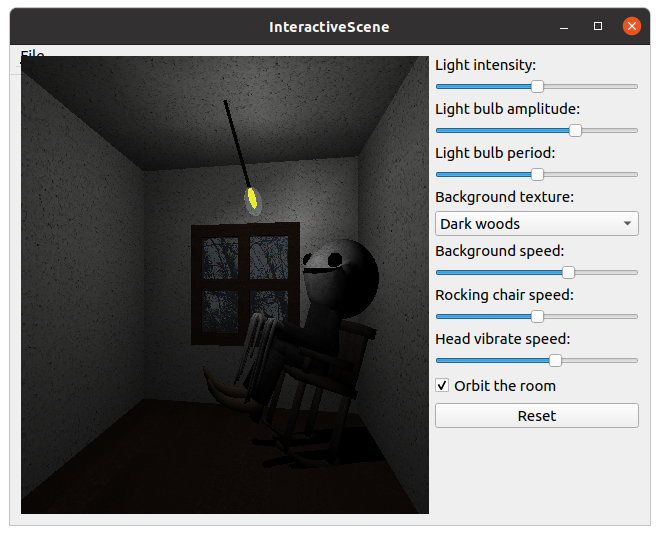 InteractiveScene
File
Light intensity:
Light bulb amplitude:
Light bulb period:
Background texture:
Dark woods
Background speed:
Rocking chair speed:
Head vibrate speed:
Orbit the room
Reset